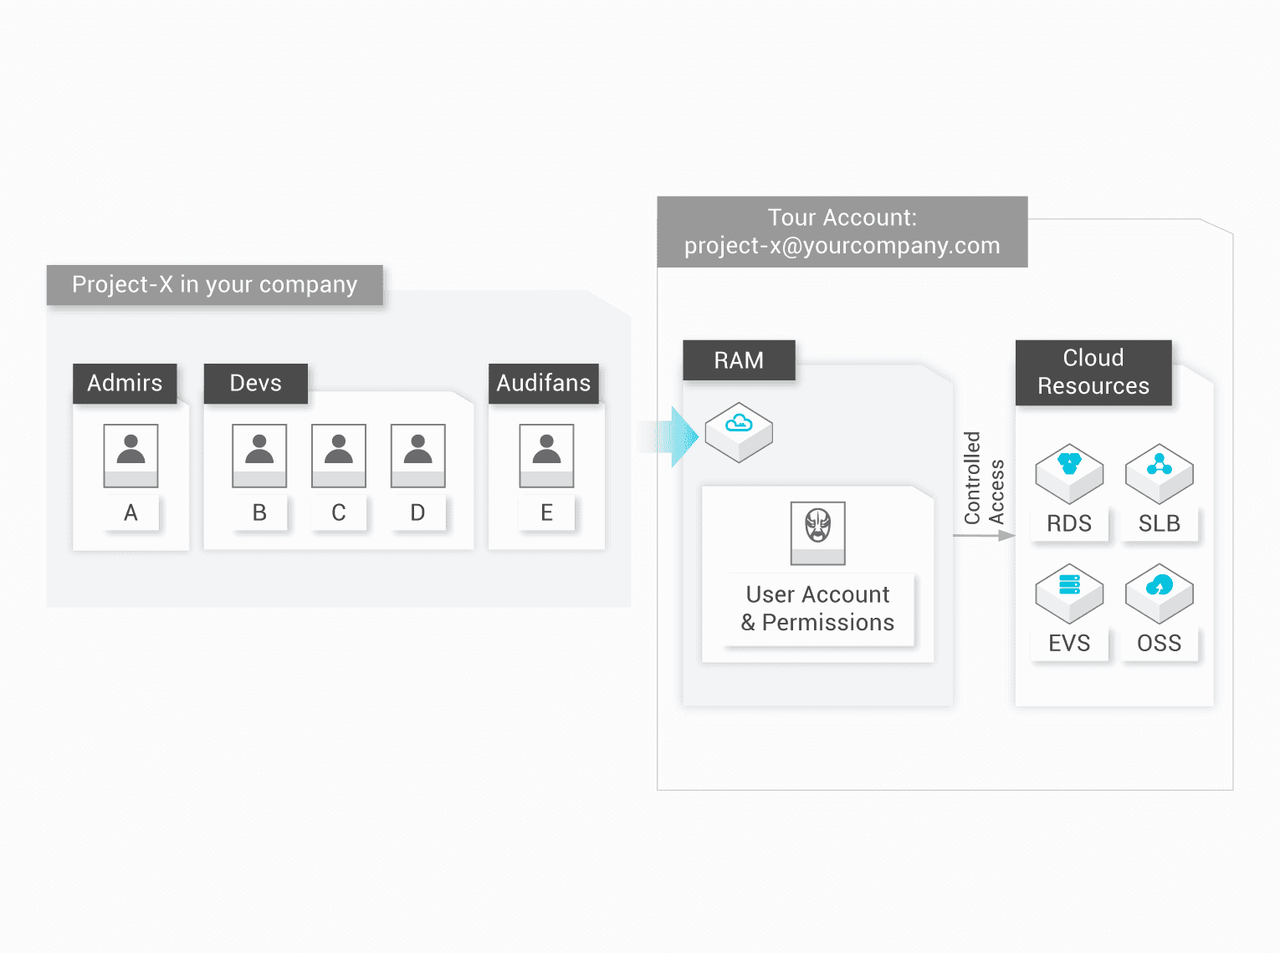 Project-X in your company
Admirs
Devs
Audifans
A
B
C
D
E
Tour Account:
project-x@yourcompany.com
RAM
User Account
& Permissions
Controlled
Access
Cloud
Resources
RDS
SLB
EVS
OSS